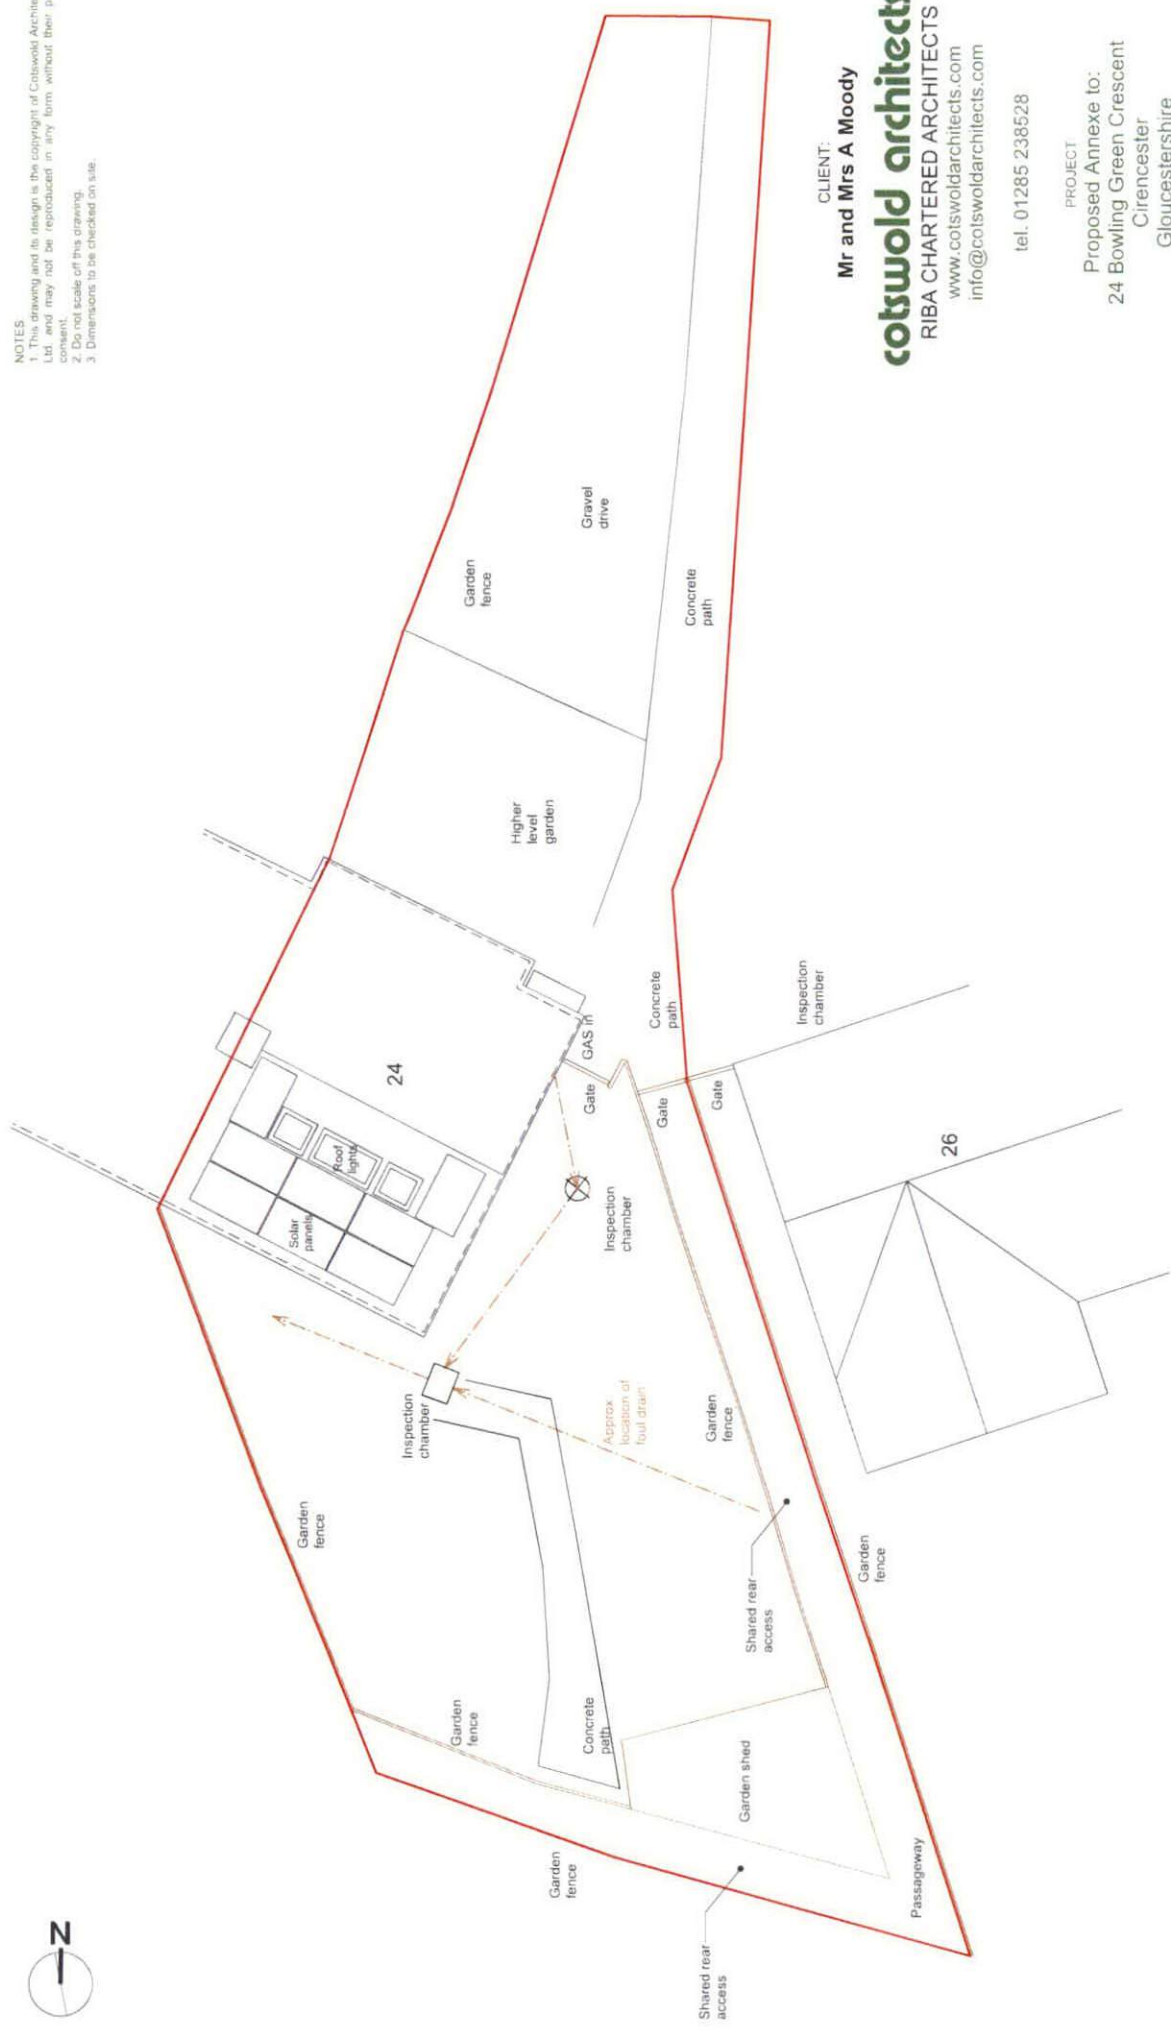 NOTES
1. This drawing and its design is the copyright of Cotswold
Ltd. and may not be reproduced in any form without their
consent.
2. Do not scale off this drawing.
3. Dimensions to be checked on site.
CLIENT:
Mr and Mrs A Moody
cotswold architects
RIBA CHARTERED ARCHITECTS
www.cotswoldarchitects.com
info@cotswoldarchitects.com
tel. 01285 238528
PROJECT
Proposed Annexe to:
24 Bowling Green Crescent
Cirencester
Gloucestershire
N
Garden
fence
Gravel
drive
Concrete
path
Higher
level
garden
Concrete
path
Inspection
chamber
24
GAS in
Gate
Gate
Gate
Roof
lights
Solar
panels
Inspection
chamber
26
Inspection
chamber
Approx
location of
foul drain
Garden
fence
Garden
fence
Garden
fence
Shared rear
access
Garden
fence
Concrete
path
Garden shed
Garden
fence
Passageway
Shared rear
access